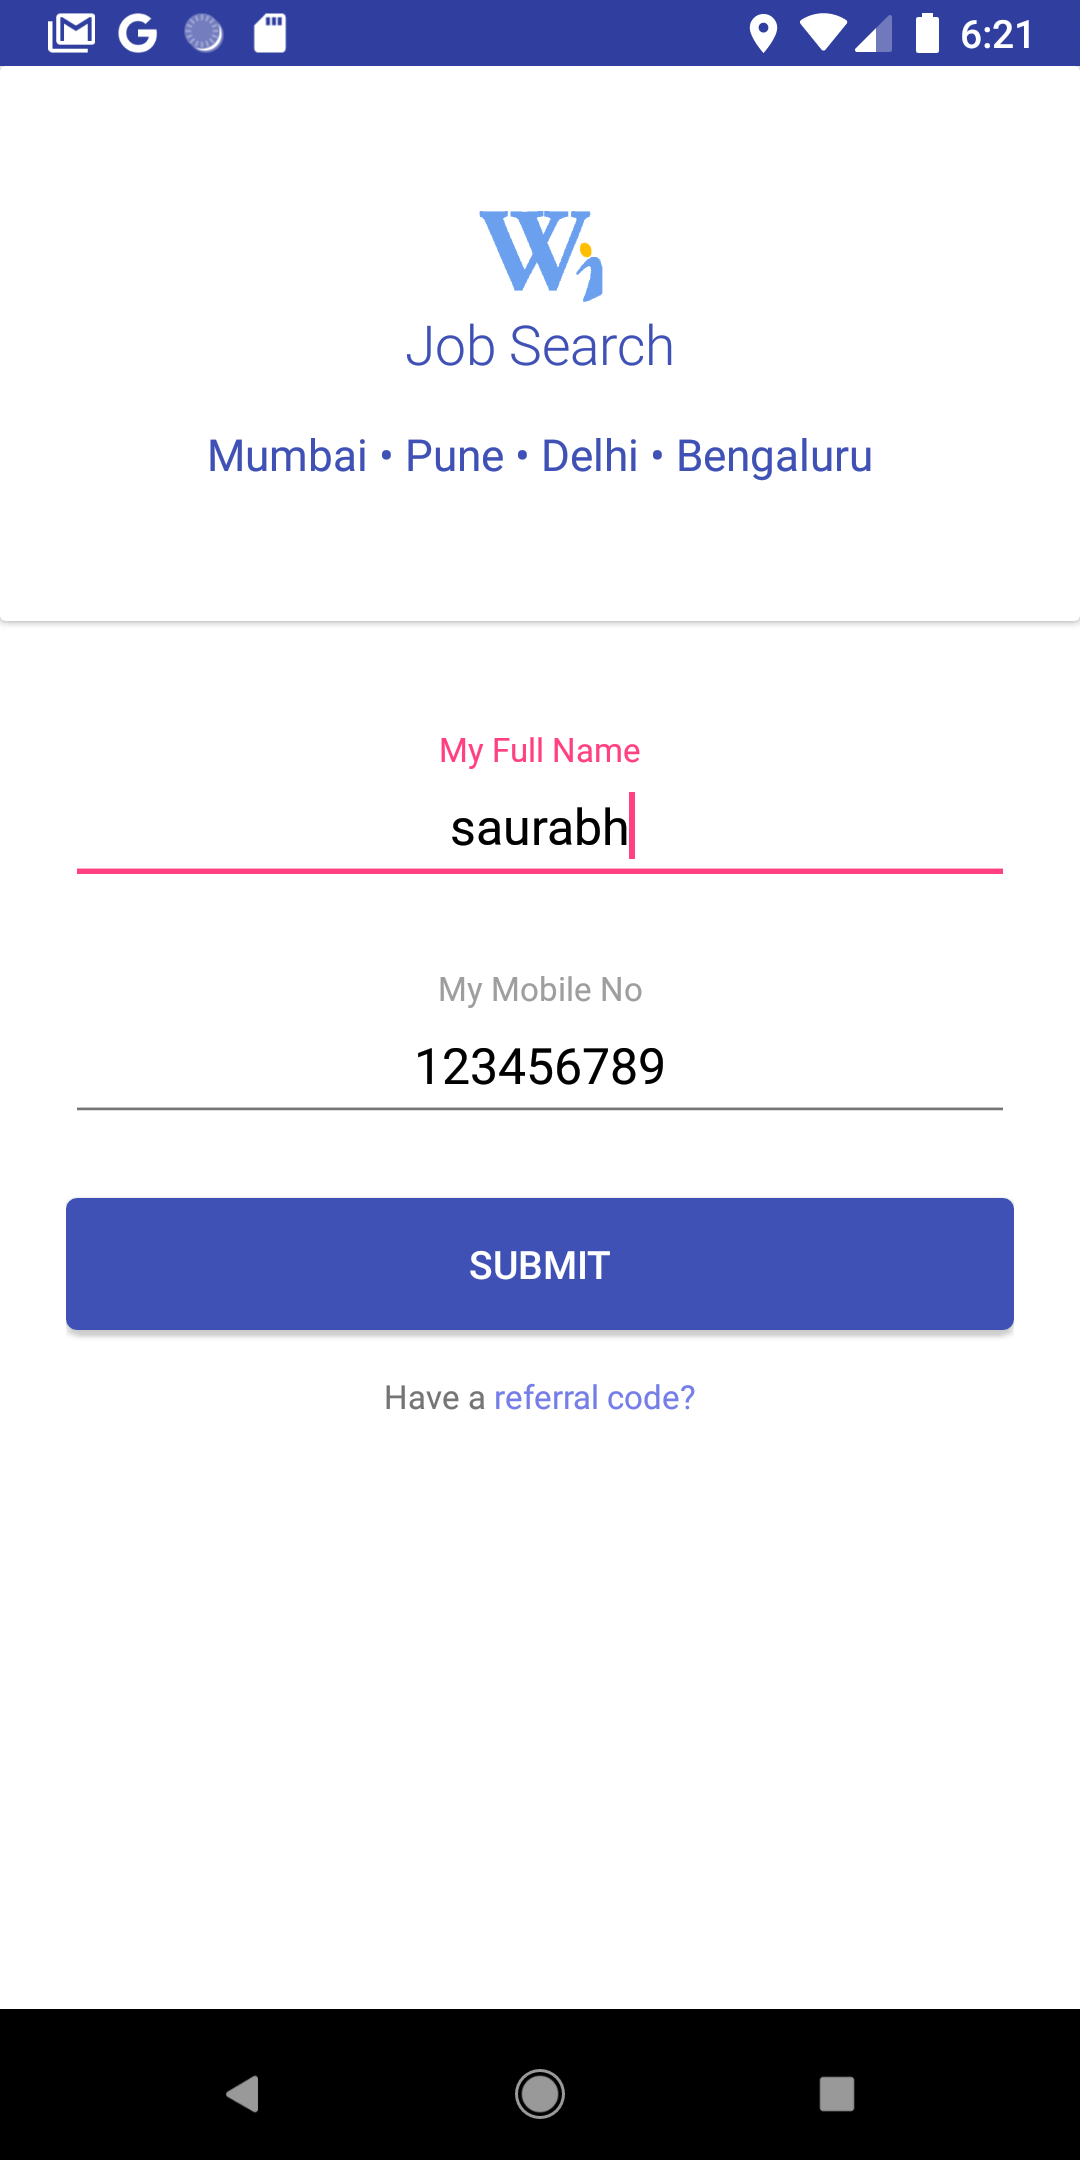 6:21
Wi
Job Search
Mumbai • Pune • Delhi • Bengaluru
My Full Name
saurabh
My Mobile No
123456789
SUBMIT
Have a referral code?